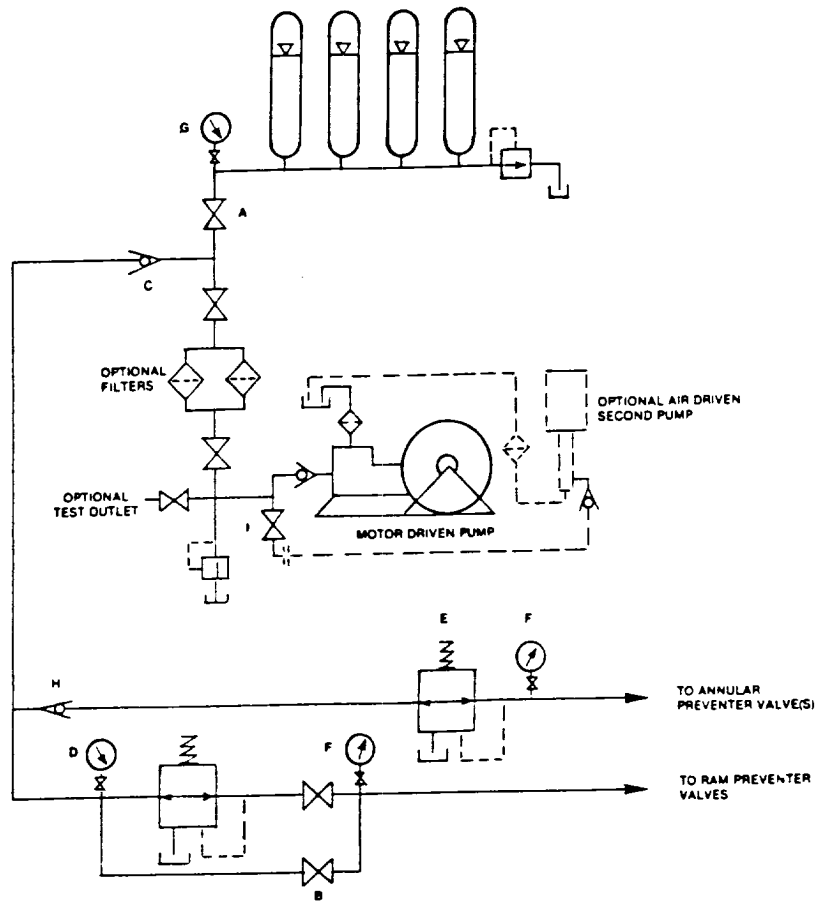 G
A
C
OPTIONAL
FILTERS
OPTIONAL AIR DRIVEN
SECOND PUMP
OPTIONAL
TEST OUTLET
I
MOTOR DRIVEN PUMP
E
F
H
TO ANNULAR
PREVENTER VALVE(S)
D
F
TO RAM PREVENTER
VALVES
B